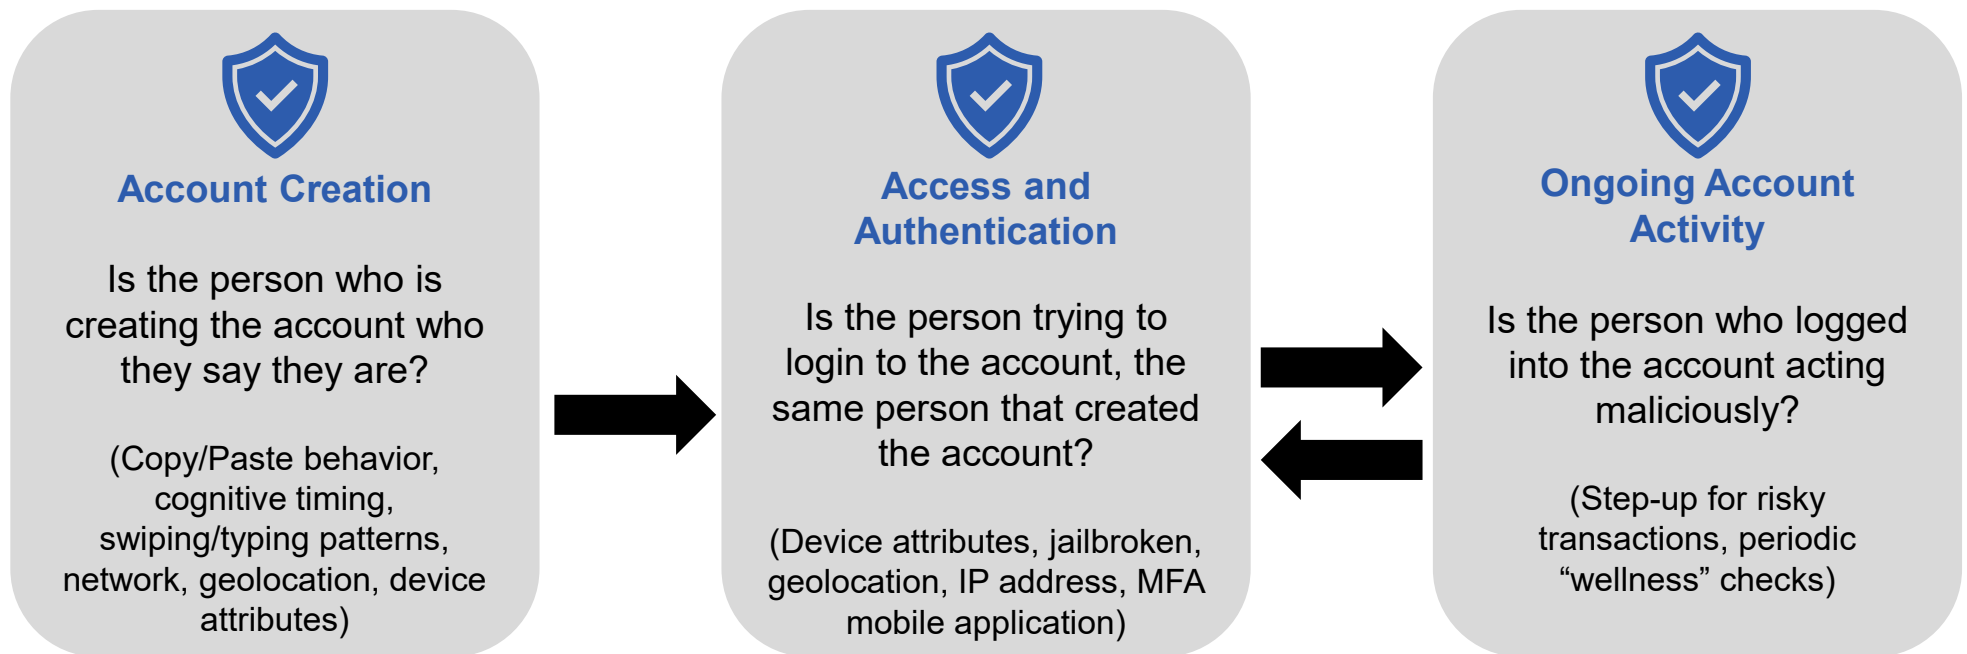 Account Creation
Is the person who is
creating the account who
they say they are?
(Copy/Paste behavior,
cognitive timing,
swiping/typing patterns,
network, geolocation, device
attributes)
Access and
Authentication
Is the person trying to
login to the account, the
same person that created
the account?
(Device attributes, jailbroken,
geolocation, IP address, MFA
mobile application)
Ongoing Account
Activity
Is the person who logged
into the account acting
maliciously?
(Step-up for risky
transactions, periodic
“wellness” checks)